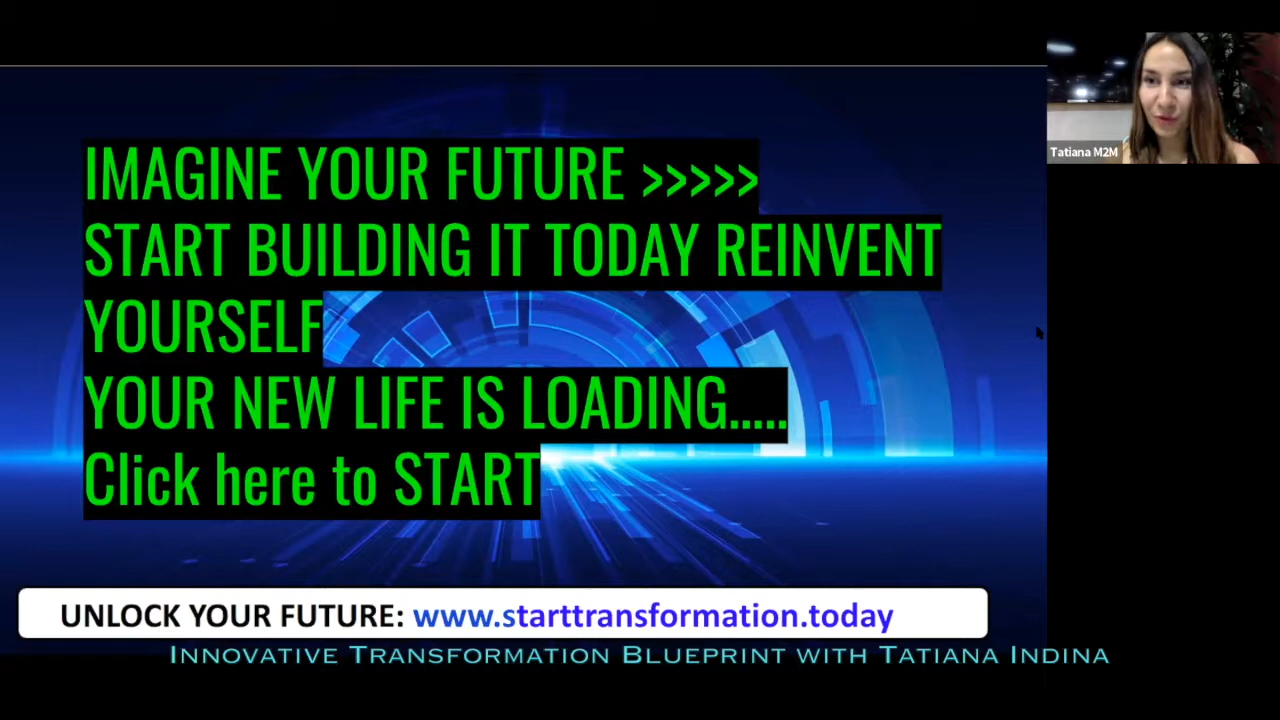 IMAGINE YOUR FUTURE >>>>>
START BUILDING IT TODAY REINVENT
YOURSELF
YOUR NEW LIFE IS LOADING.....
Click here to START
Tatiana M2M
UNLOCK YOUR FUTURE: www.starttransformation.today
Innovative Transformation Blueprint with Tatiana Indina